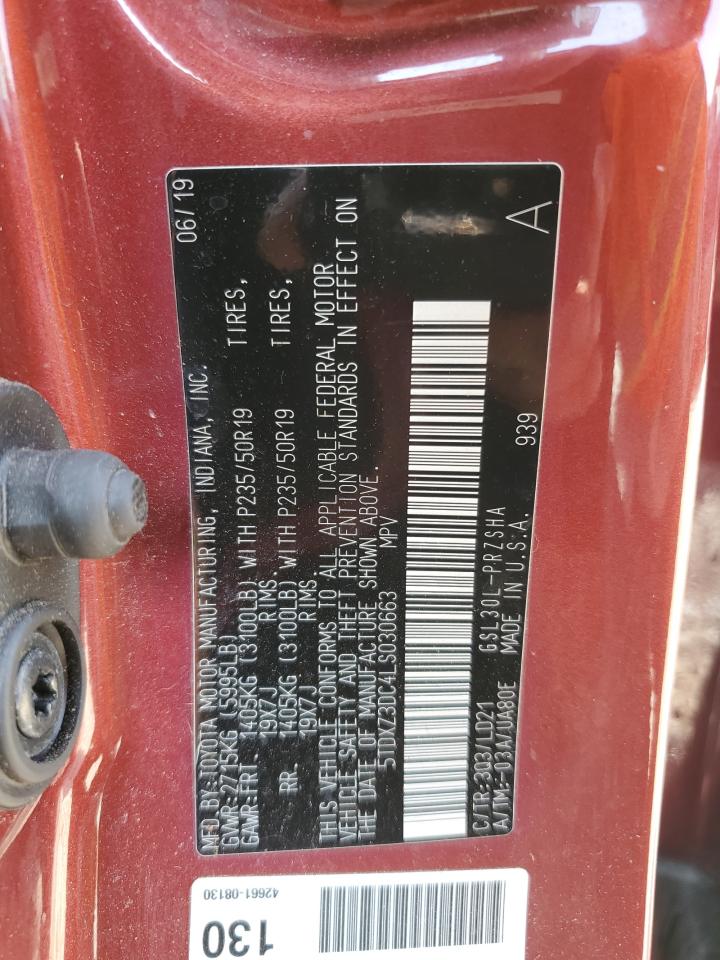 MFD.BY:TOYOTA MOTOR MANUFACTURING, INDIANA, INC. 06/19
GVWR 2715KG (5995LB)
GAWR-FRT 1405KG (3100LB) WITH P235/50R19 TIRES,
19X7J RIMS
RR. 1405KG (3100LB) WITH P235/50R19 TIRES,
19X7J RIMS.
THIS VEHICLE CONFORMS TO ALL APPLICABLE FEDERAL MOTOR
VEHICLE SAFETY AND THEFT PREVENTION STANDARDS IN EFFECT ON
THE DATE OF MANUFACTURE SHOWN ABOVE.
5TDXZ3DC4LS030663 MPV
C/TR:3Q3/LD21 GSL30L-PRZSHA 939
A/TM:-03A/UA80E MADE IN U.S.A. A
130
42661-08130